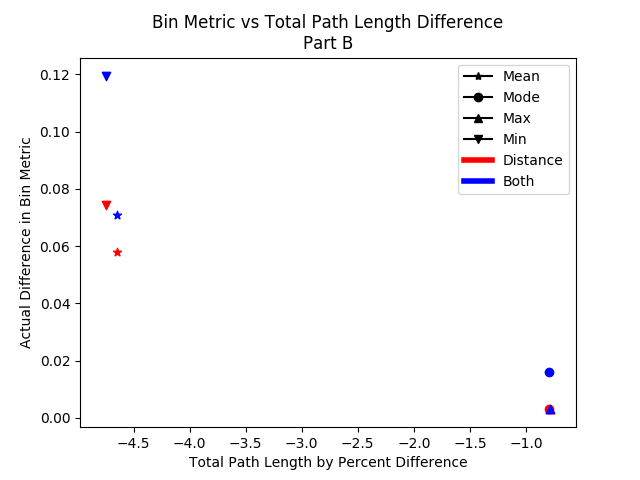 Bin Metric vs Total Path Length Difference
Part B
Actual Difference in Bin Metric
0.12
0.10
0.08
0.06
0.04
0.02
0.00
Mean
Mode
Max
Min
Distance
Both
−4.5 −4.0 −3.5 −3.0 −2.5 −2.0 −1.5 −1.0
Total Path Length by Percent Difference